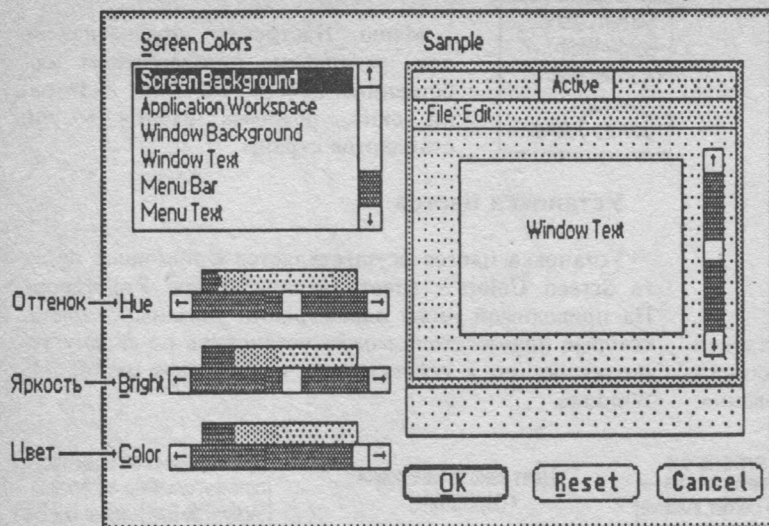 Screen Colors
Screen Background
Application Workspace
Window Background
Window Text
Menu Bar
Menu Text
Sample
Active
File Edit
Window Text
Оттенок Hue
Яркость Bright
Цвет Color
OK Reset Cancel